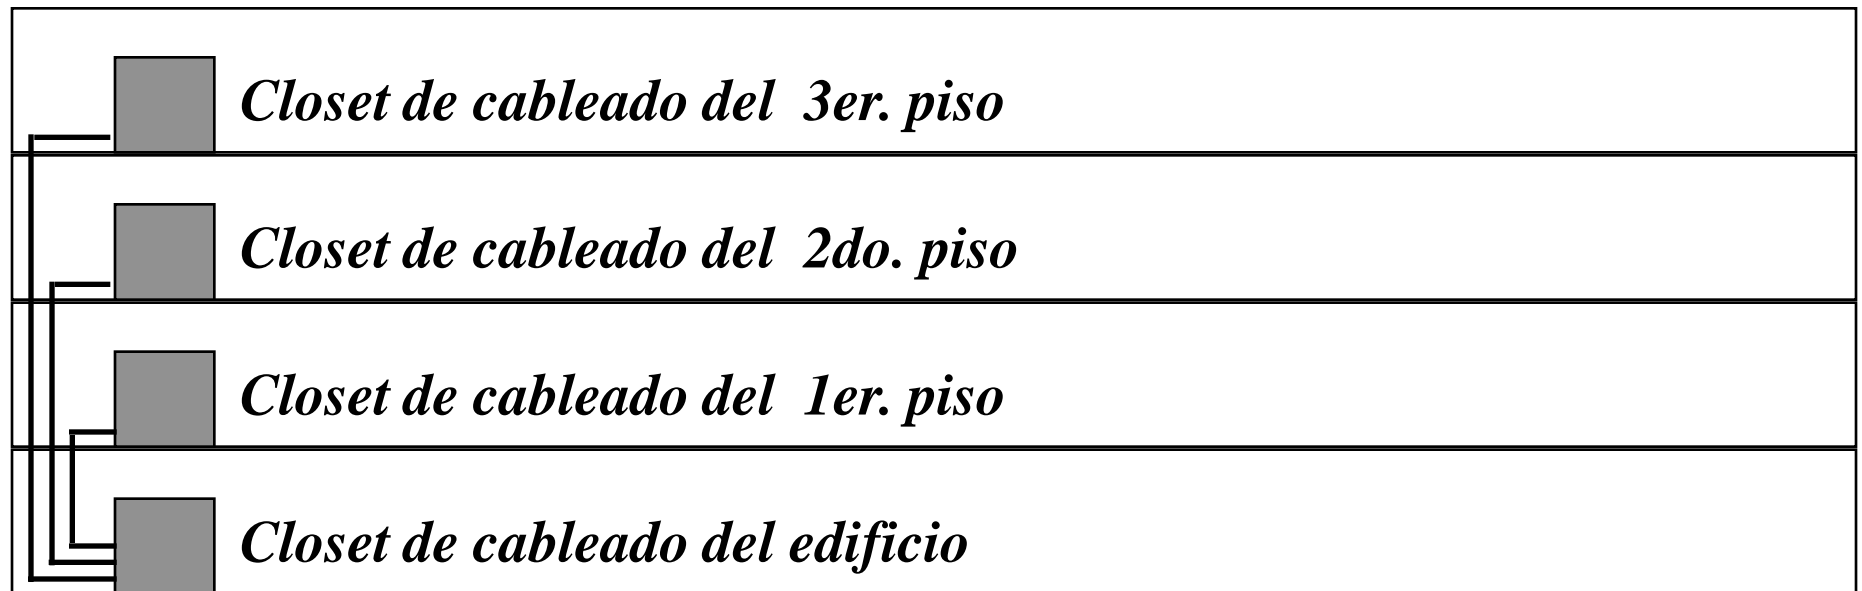 Closet de cableado del 3er. piso
Closet de cableado del 2do. piso
Closet de cableado del 1er. piso
Closet de cableado del edificio